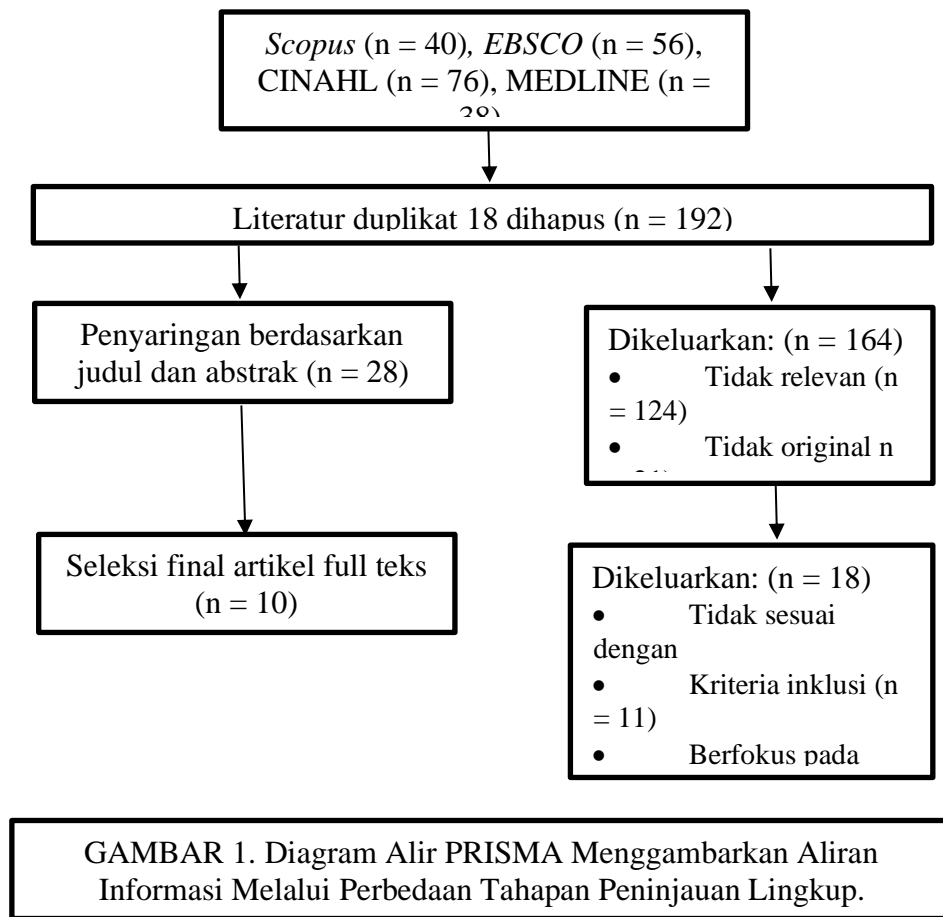 Scopus (n = 40), EBSCO (n = 56),
CINAHL (n = 76), MEDLINE (n =
38)
Literatur duplikat 18 dihapus (n = 192)
Penyaringan berdasarkan
judul dan abstrak (n = 28)
Dikeluarkan: (n = 164)
• Tidak relevan (n
= 124)
• Tidak original n
Seleksi final artikel full teks
(n = 10)
Dikeluarkan: (n = 18)
• Tidak sesuai
dengan
• Kriteria inklusi (n
= 11)
• Berfokus pada
GAMBAR 1. Diagram Alir PRISMA Menggambarkan Aliran
Informasi Melalui Perbedaan Tahapan Peninjauan Lingkup.